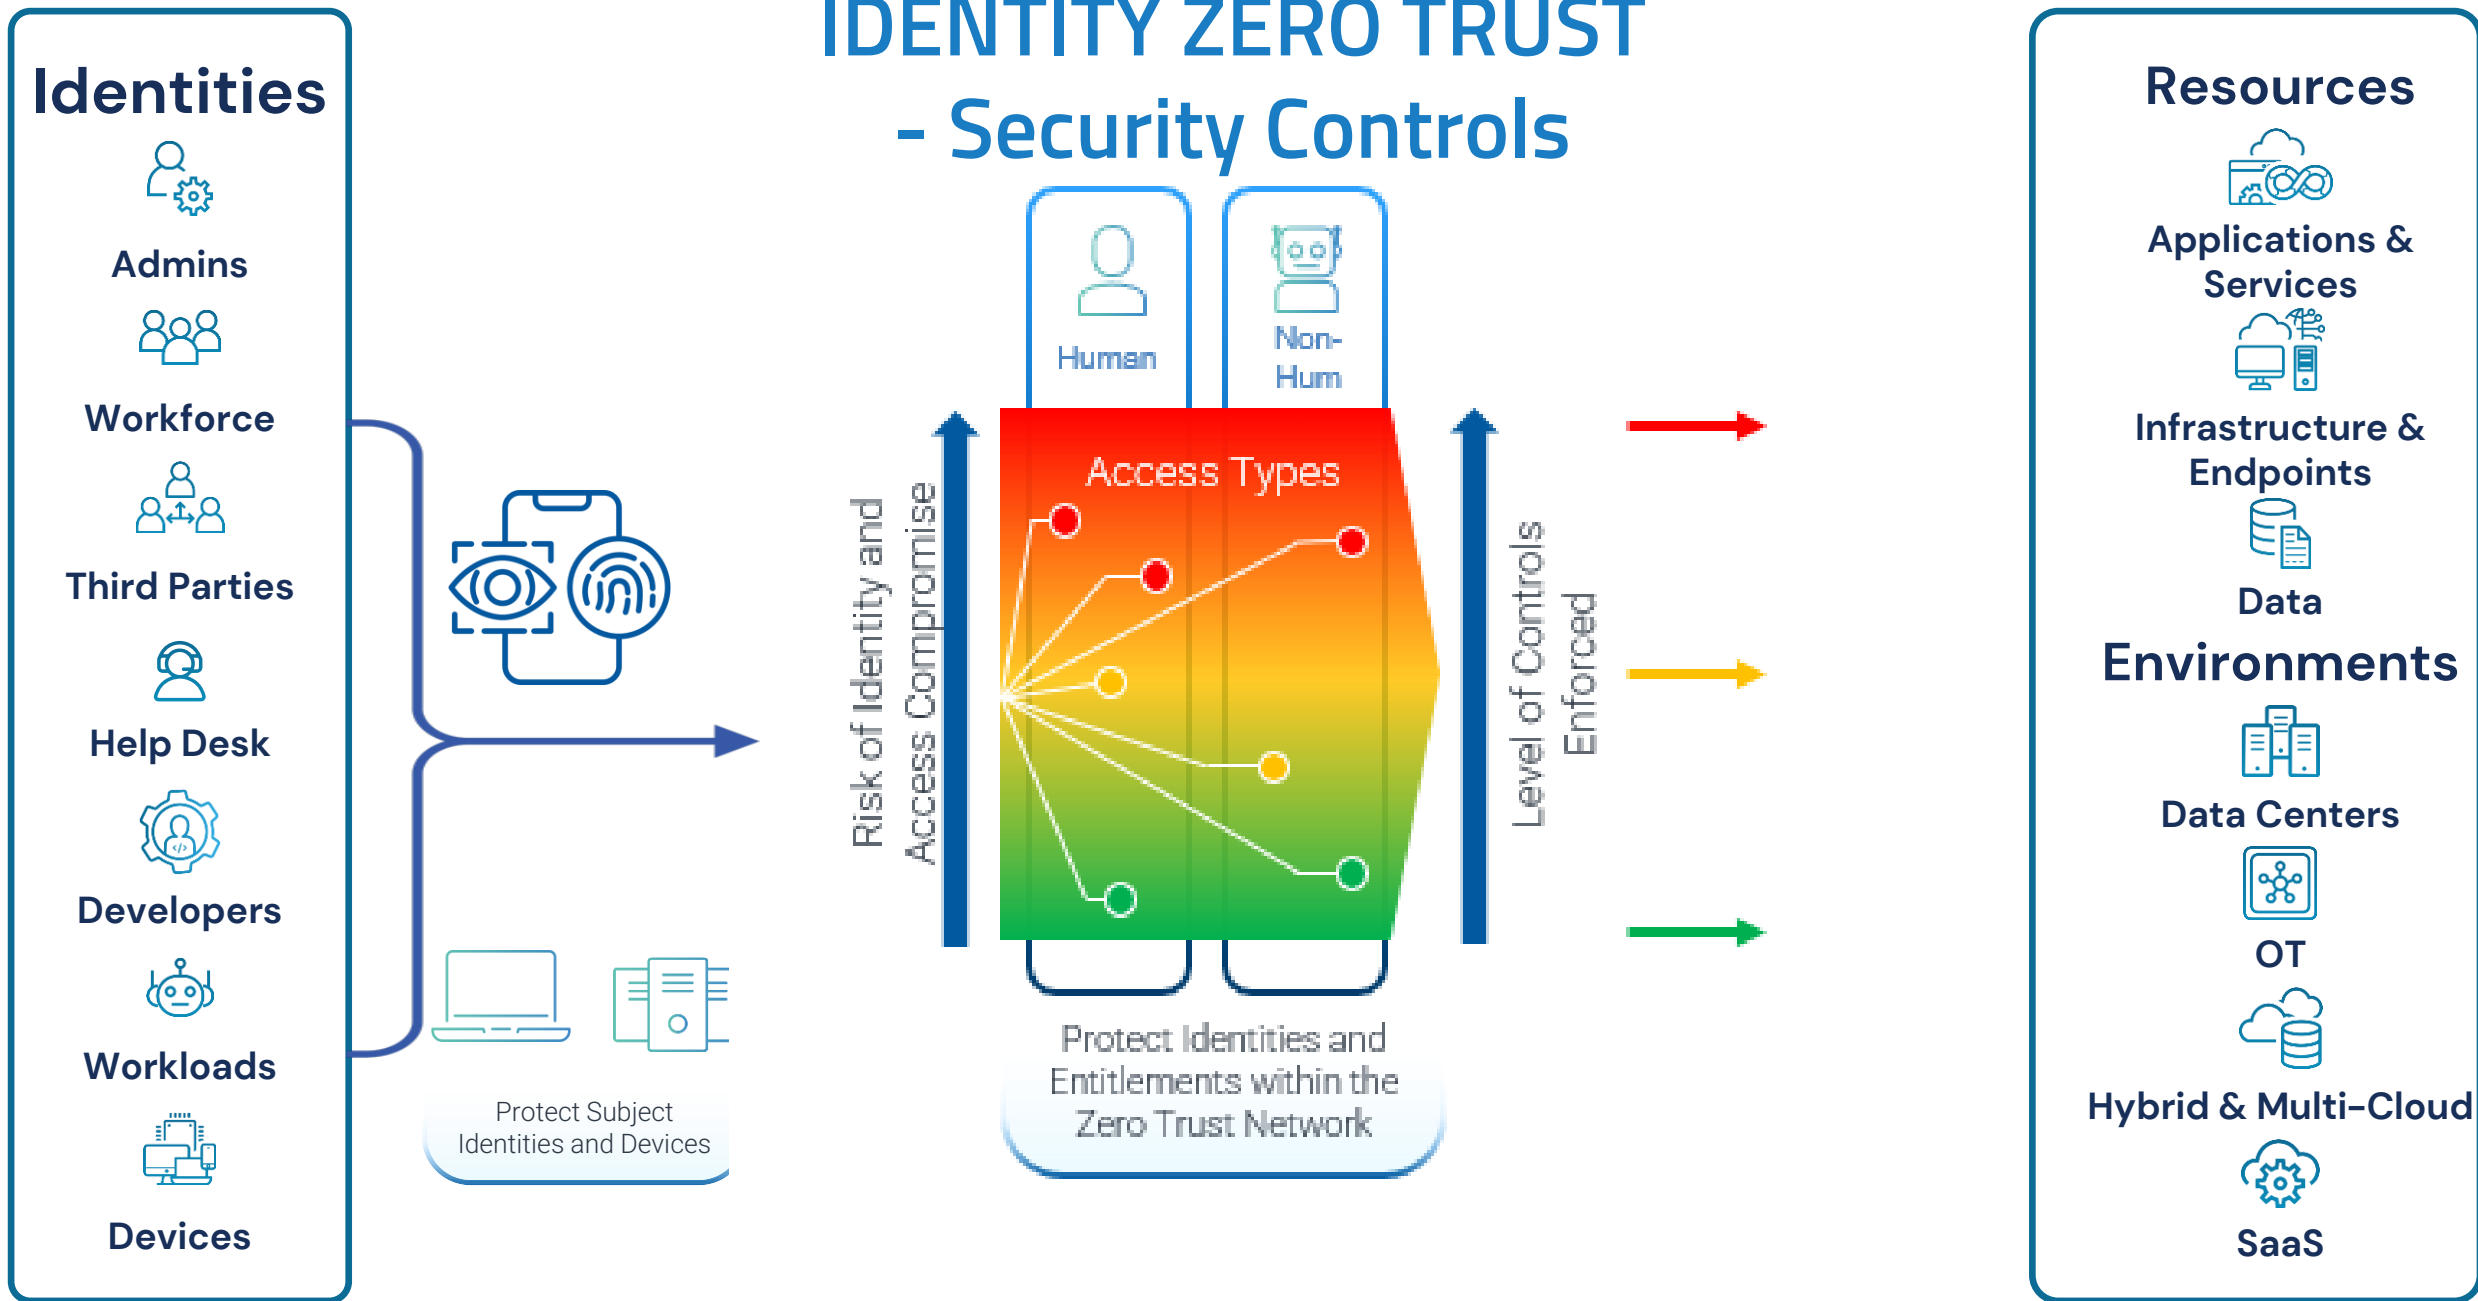 IDENTITY ZERO TRUST
- Security Controls
Identities
Admins
Workforce
Third Parties
Help Desk
Developers
Workloads
Devices
Protect Subject
Identities and Devices
Human
Non-
Hum
Risk of Identity and
Access Compromise
Access Types
Level of Controls
Enforced
Protect Identities and
Entitlements within the
Zero Trust Network
Resources
Applications &
Services
Infrastructure &
Endpoints
Data
Environments
Data Centers
OT
Hybrid & Multi-Cloud
SaaS